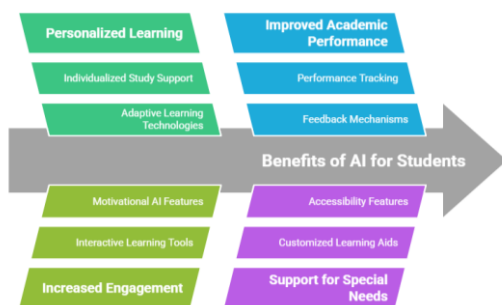 Personalized Learning
Improved Academic
Performance
Individualized Study Support
Performance Tracking
Adaptive Learning
Technologies
Feedback Mechanisms
Benefits of AI for Students
Motivational AI Features
Accessibility Features
Interactive Learning Tools
Customized Learning Aids
Increased Engagement
Support for Special
Needs